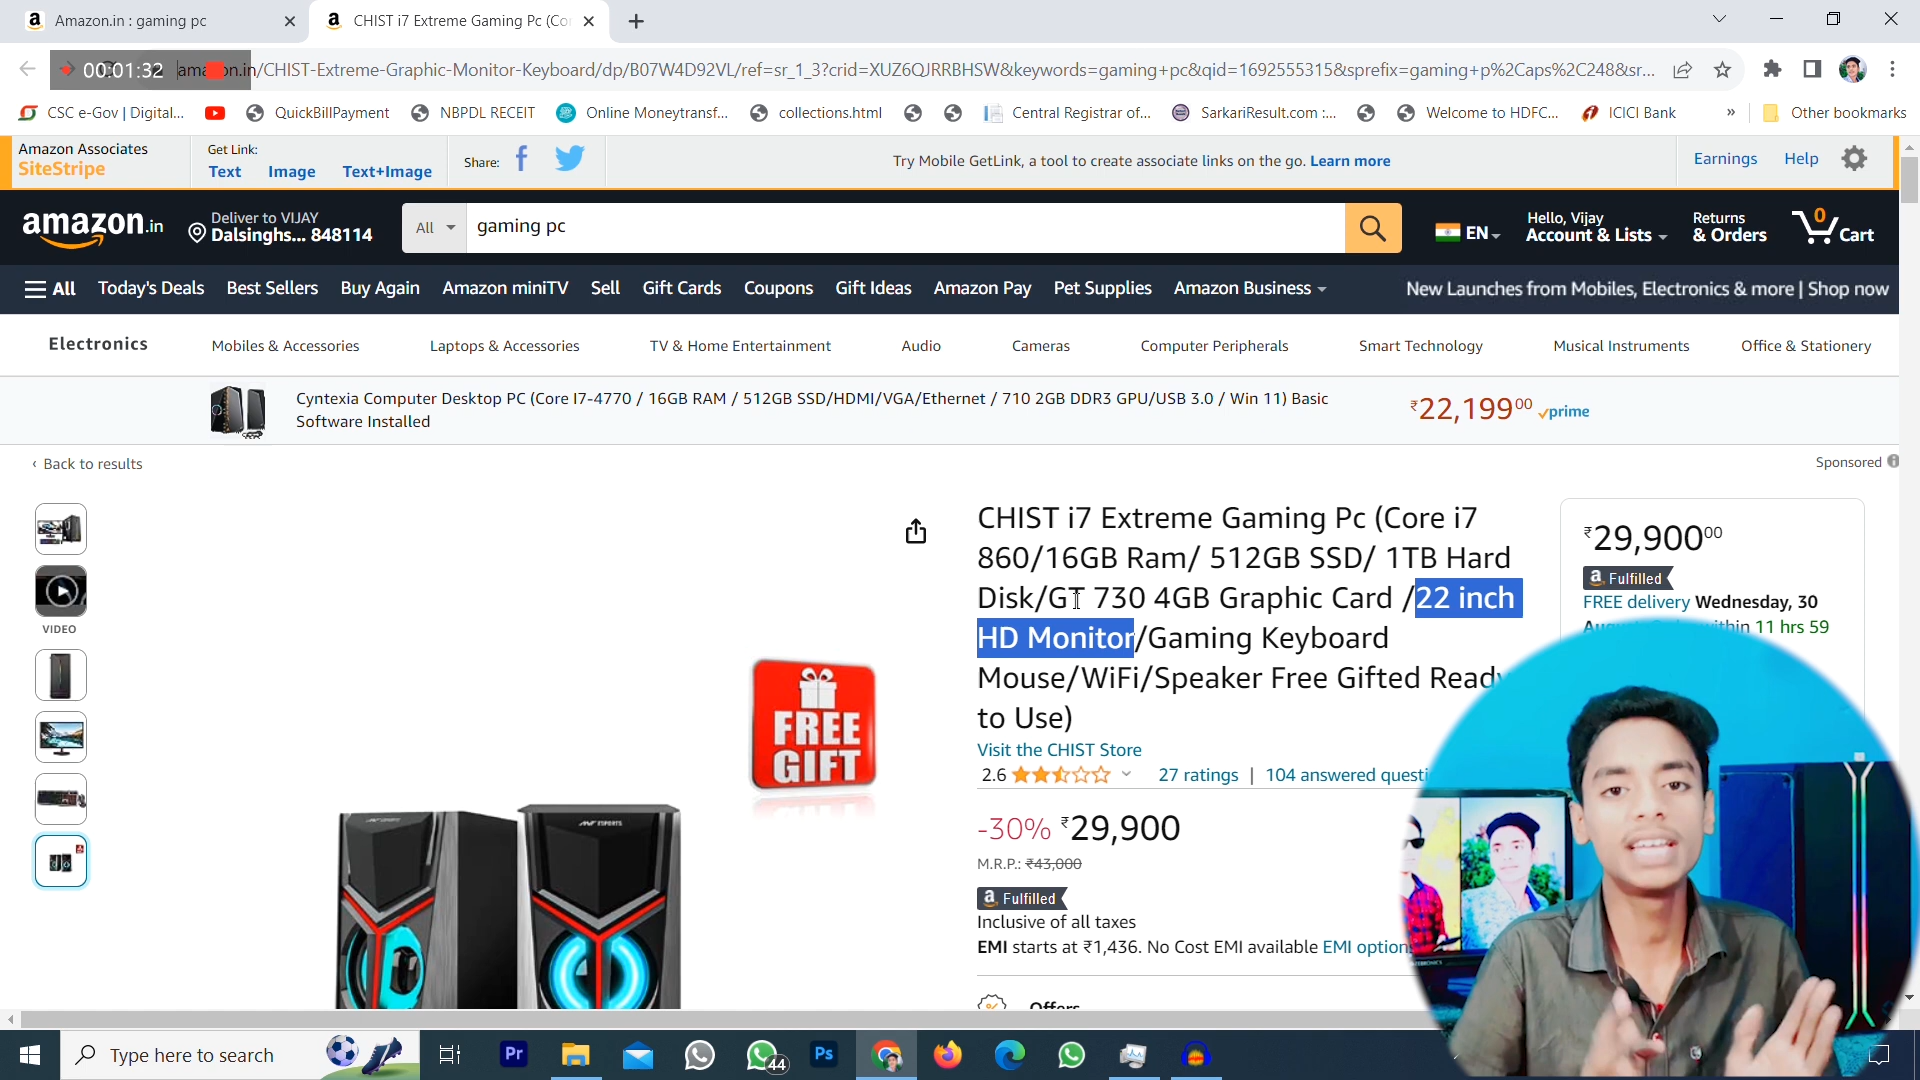 Amazon.in : gaming pc
CHIST i7 Extreme Gaming Pc (Co
00:01:32
amazon.in/CHIST-Extreme-Graphic-Monitor-Keyboard/dp/B07W4D92VL/ref=sr_1_3?crid=XUZ6QJRRBHSW&keywords=gaming+pc&qid=1692555315&sprefix=gaming+p%2Caps%2C248&sr...
CSC e-Gov | Digital...
QuickBillPayment
NBPDL RECEIT
Online Moneytransf...
collections.html
Central Registrar of...
SarkariResult.com :...
Welcome to HDFC...
ICICI Bank
»
Other bookmarks
Amazon Associates
SiteStripe
Get Link:
Text Image Text+Image
Share:
Try Mobile GetLink, a tool to create associate links on the go. Learn more
Earnings Help
amazon.in
Deliver to VIJAY
Dalsinghs... 848114
All
gaming pc
EN
Hello, Vijay
Account & Lists
Returns
& Orders
0
Cart
All Today's Deals Best Sellers Buy Again Amazon miniTV Sell Gift Cards Coupons Gift Ideas Amazon Pay Pet Supplies Amazon Business
New Launches from Mobiles, Electronics & more | Shop now
Electronics Mobiles & Accessories Laptops & Accessories TV & Home Entertainment Audio Cameras Computer Peripherals Smart Technology Musical Instruments Office & Stationery
Cyntexia Computer Desktop PC (Core I7-4770 / 16GB RAM / 512GB SSD/HDMI/VGA/Ethernet / 710 2GB DDR3 GPU/USB 3.0 / Win 11) Basic
Software Installed
₹22,19900 prime
‹ Back to results
Sponsored
VIDEO
FREE
GIFT
CHIST i7 Extreme Gaming Pc (Core i7
860/16GB Ram/ 512GB SSD/ 1TB Hard
Disk/GT 730 4GB Graphic Card /22 inch
HD Monitor/Gaming Keyboard
Mouse/WiFi/Speaker Free Gifted Ready
to Use)
Visit the CHIST Store
2.6
27 ratings | 104 answered questi
-30% ₹29,900
M.R.P.: ₹43,000
a Fulfilled
Inclusive of all taxes
EMI starts at ₹1,436. No Cost EMI available EMI options
Offers
₹29,90000
a Fulfilled
FREE delivery Wednesday, 30
within 11 hrs 59
Type here to search
Pr
44
Ps